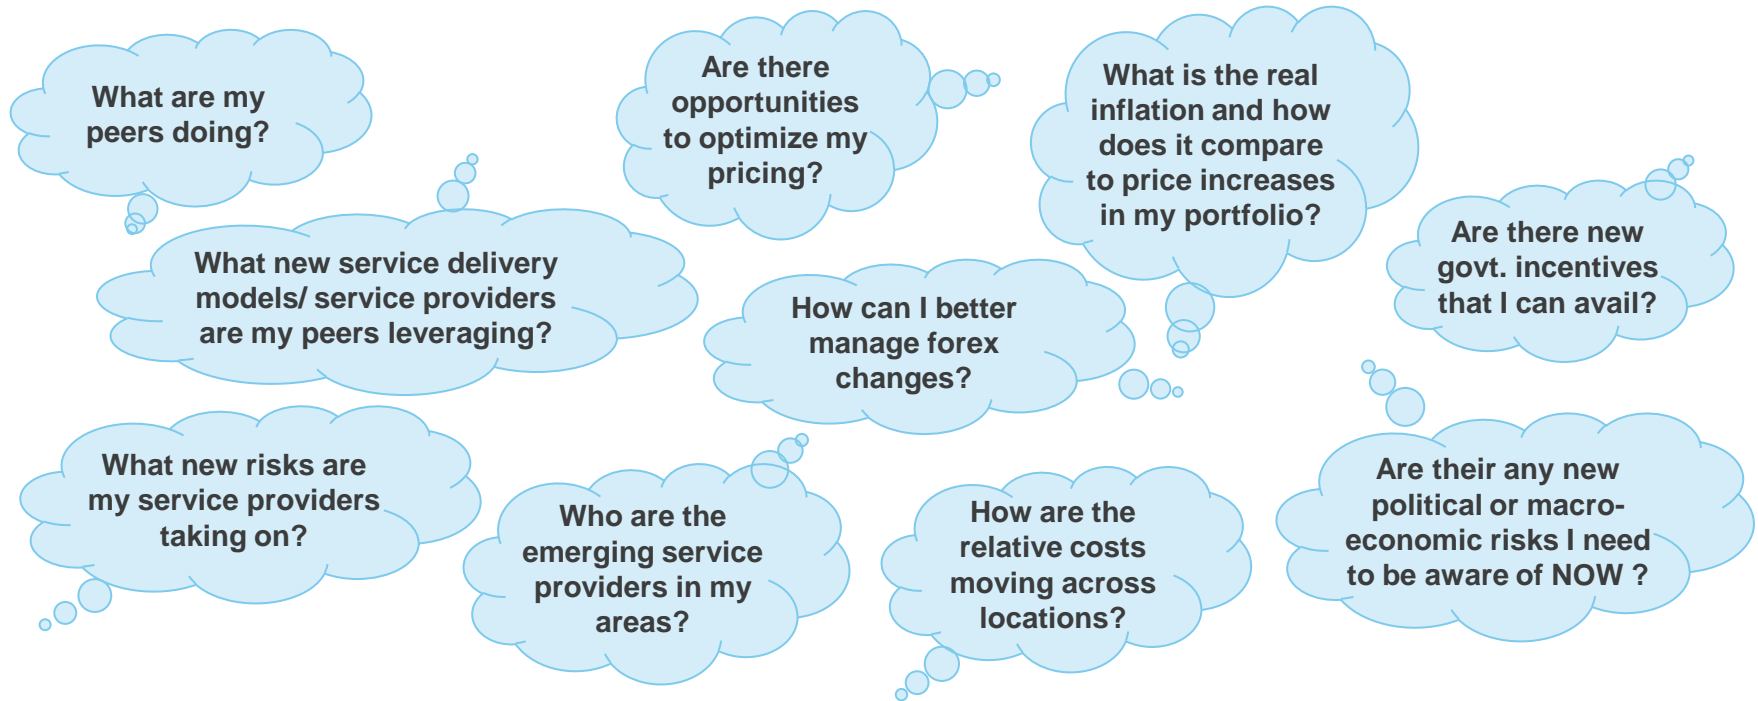 What are my
peers doing?
Are there
opportunities
to optimize my
pricing?
What is the real
inflation and how
does it compare
to price increases
in my portfolio?
Are there new
govt. incentives
that I can avail?
What new service delivery
models/ service providers
are my peers leveraging?
How can I better
manage forex
changes?
What new risks are
my service providers
taking on?
Who are the
emerging service
providers in my
areas?
How are the
relative costs
moving across
locations?
Are their any new
political or macro-
economic risks I need
to be aware of NOW ?